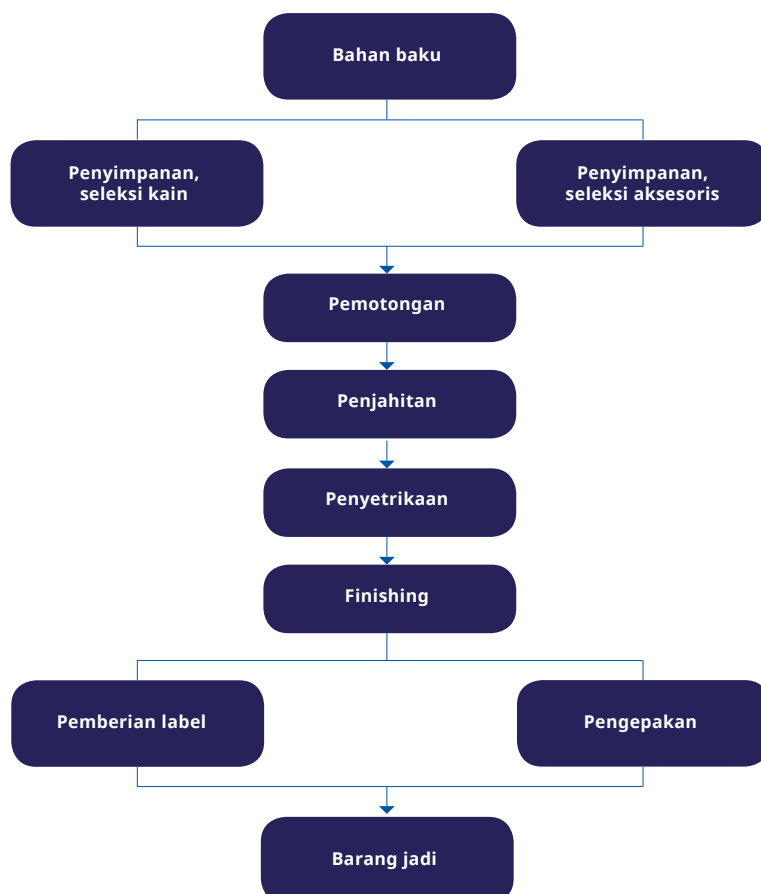 Bahan baku
Penyimpanan,
seleksi kain
Penyimpanan,
seleksi aksesoris
Pemotongan
Penjahitan
Penyetrikaan
Finishing
Pemberian label
Pengepakan
Barang jadi